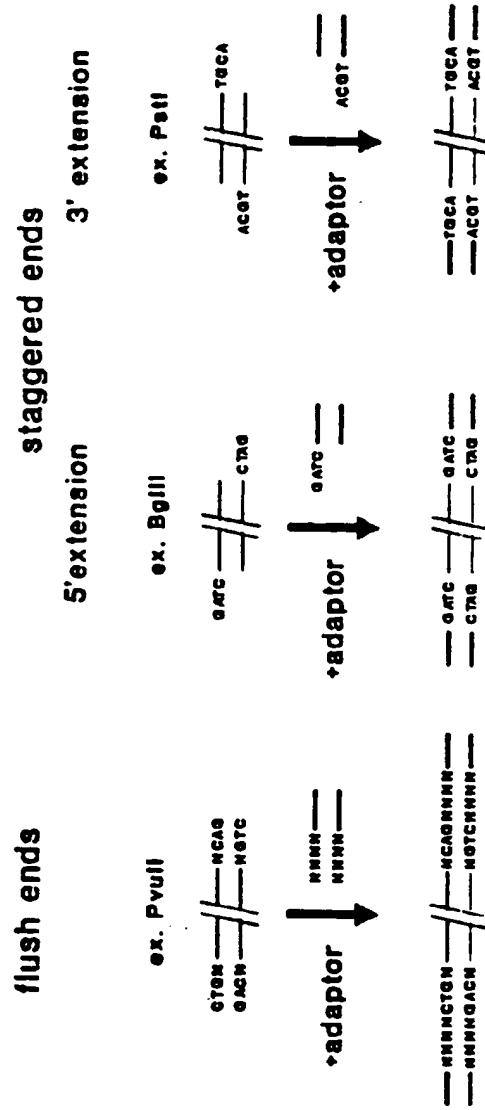 flush ends
ex. PvuII
CTGN NCAG
GACN NGTC
+adaptor
NNNN
NNNN
NNNNCTGN NCAGNNNN
NNNNGACN NGTCNNNN
staggered ends
5'extension
ex. BglII
GATC
CTAG
+adaptor
GATC
GATC GATC
CTAG CTAG
3' extension
ex. PstI
TGCA
ACGT
+adaptor
ACGT
TGCA TGCA
ACGT ACGT